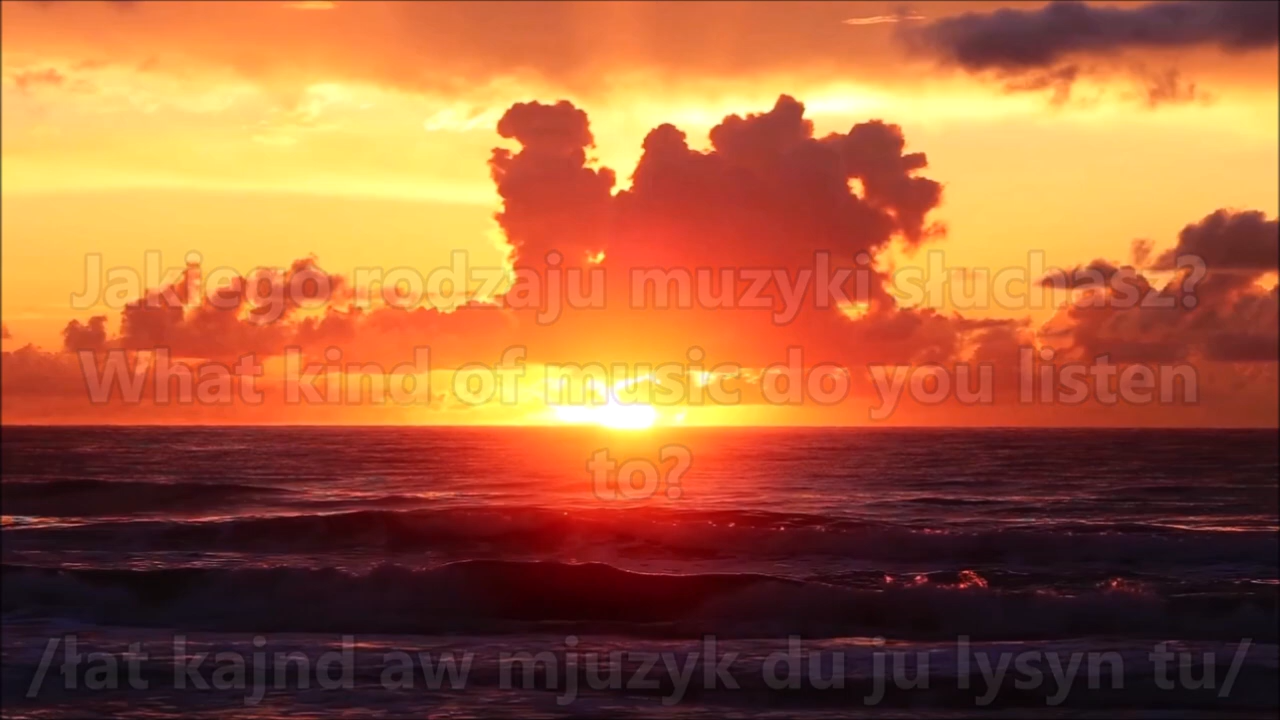 Jakiego rodzaju muzyki słuchasz?
What kind of music do you listen
to?
/łat kajnd aw mjuzyk du ju lysyn tu/